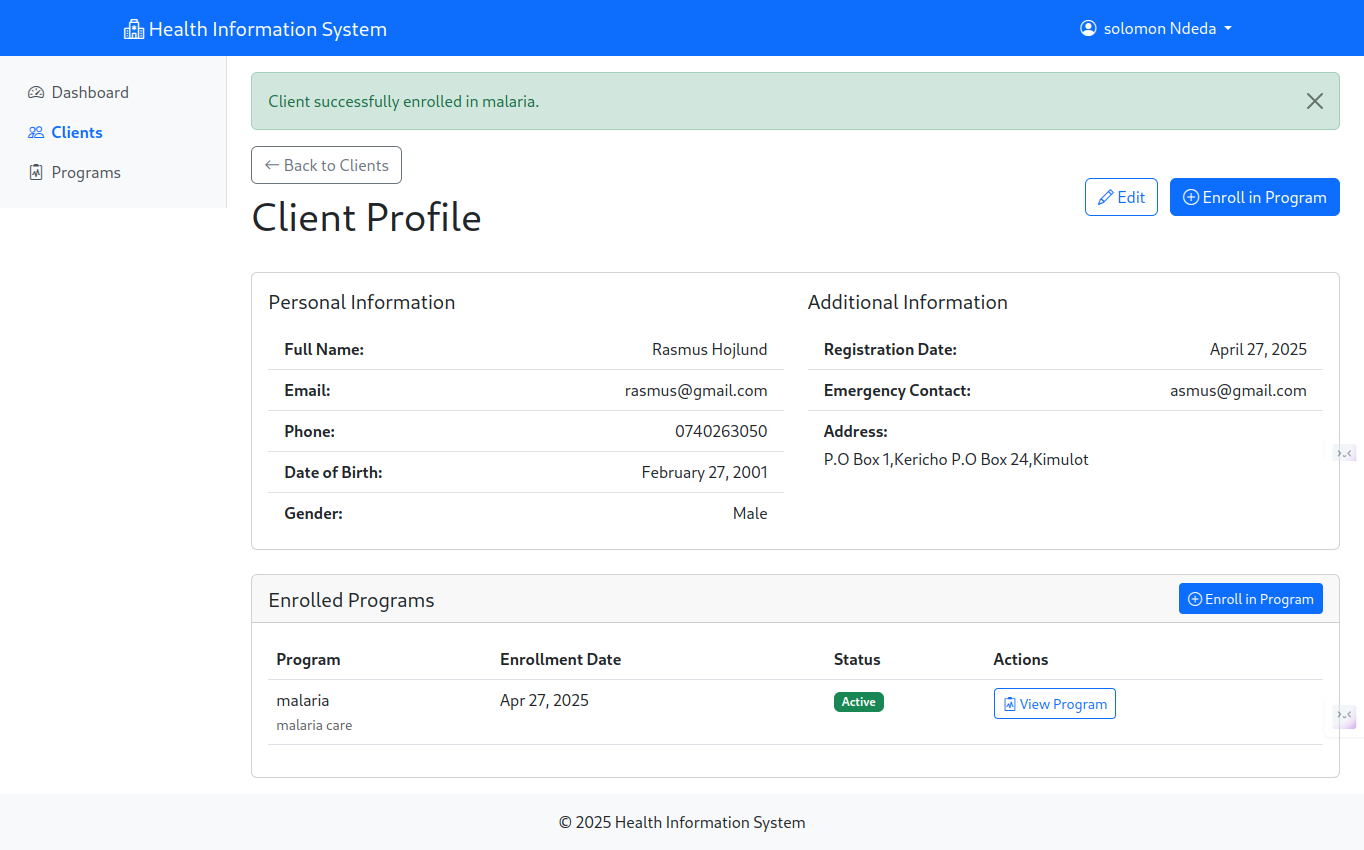 Health Information System
solomon Ndeda
Dashboard
Clients
Programs
Client successfully enrolled in malaria.
← Back to Clients
Client Profile
Edit
Enroll in Program
Personal Information
Full Name: Rasmus Hojlund
Email: rasmus@gmail.com
Phone: 0740263050
Date of Birth: February 27, 2001
Gender: Male
Additional Information
Registration Date: April 27, 2025
Emergency Contact: asmus@gmail.com
Address:
P.O Box 1,Kericho P.O Box 24,Kimulot
Enrolled Programs
Enroll in Program
Program Enrollment Date Status Actions
malaria Apr 27, 2025 Active View Program
malaria care
© 2025 Health Information System